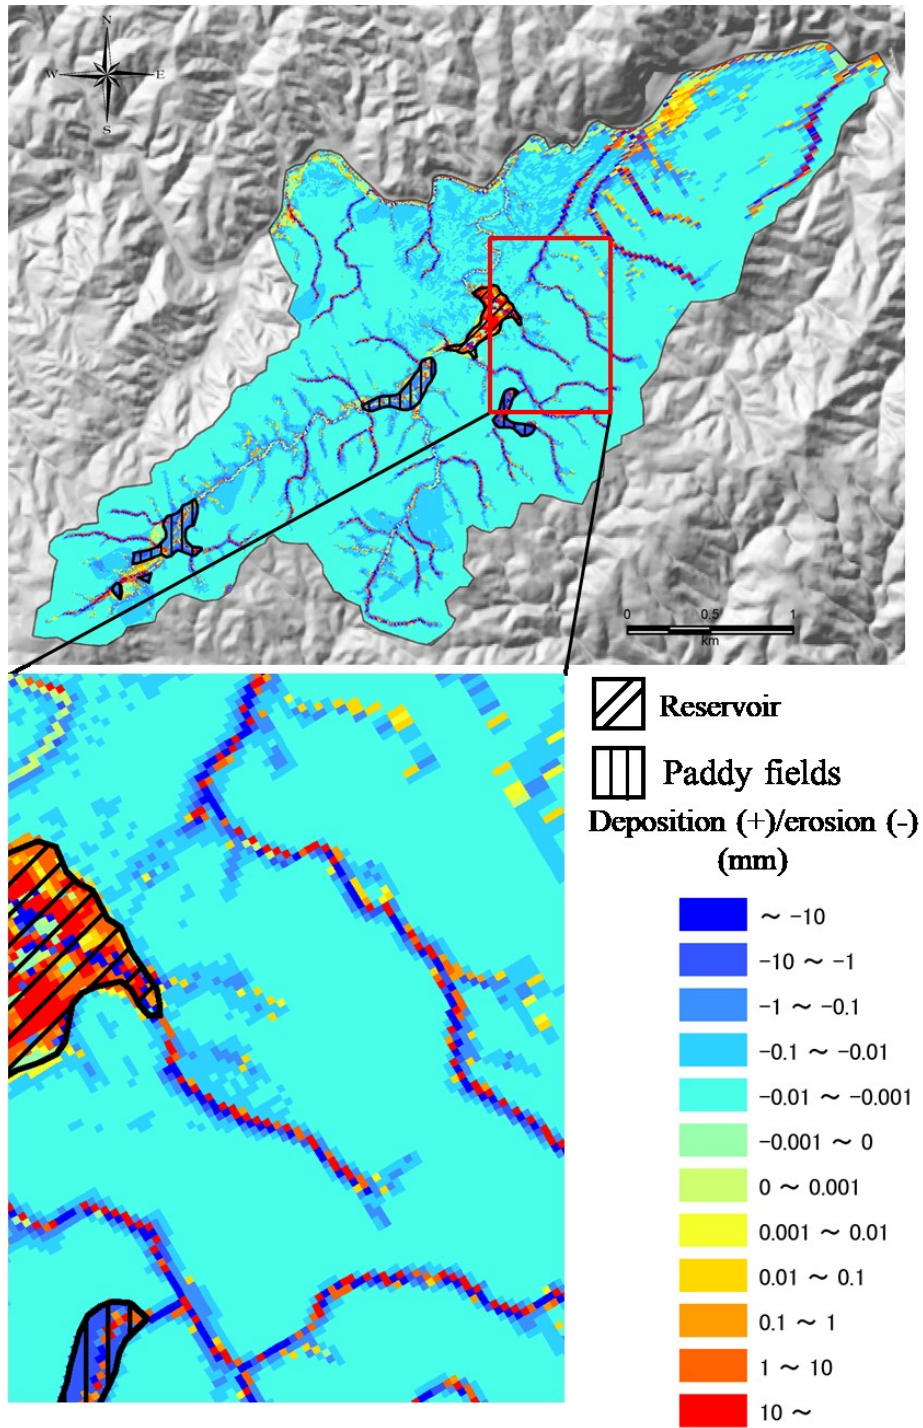 N
W E
S
0 0.5 1
km
Reservoir
Paddy fields
Deposition (+)/erosion (-)
(mm)
～ -10
-10 ～ -1
-1 ～ -0.1
-0.1 ～ -0.01
-0.01 ～ -0.001
-0.001 ～ 0
0 ～ 0.001
0.001 ～ 0.01
0.01 ～ 0.1
0.1 ～ 1
1 ～ 10
10 ～